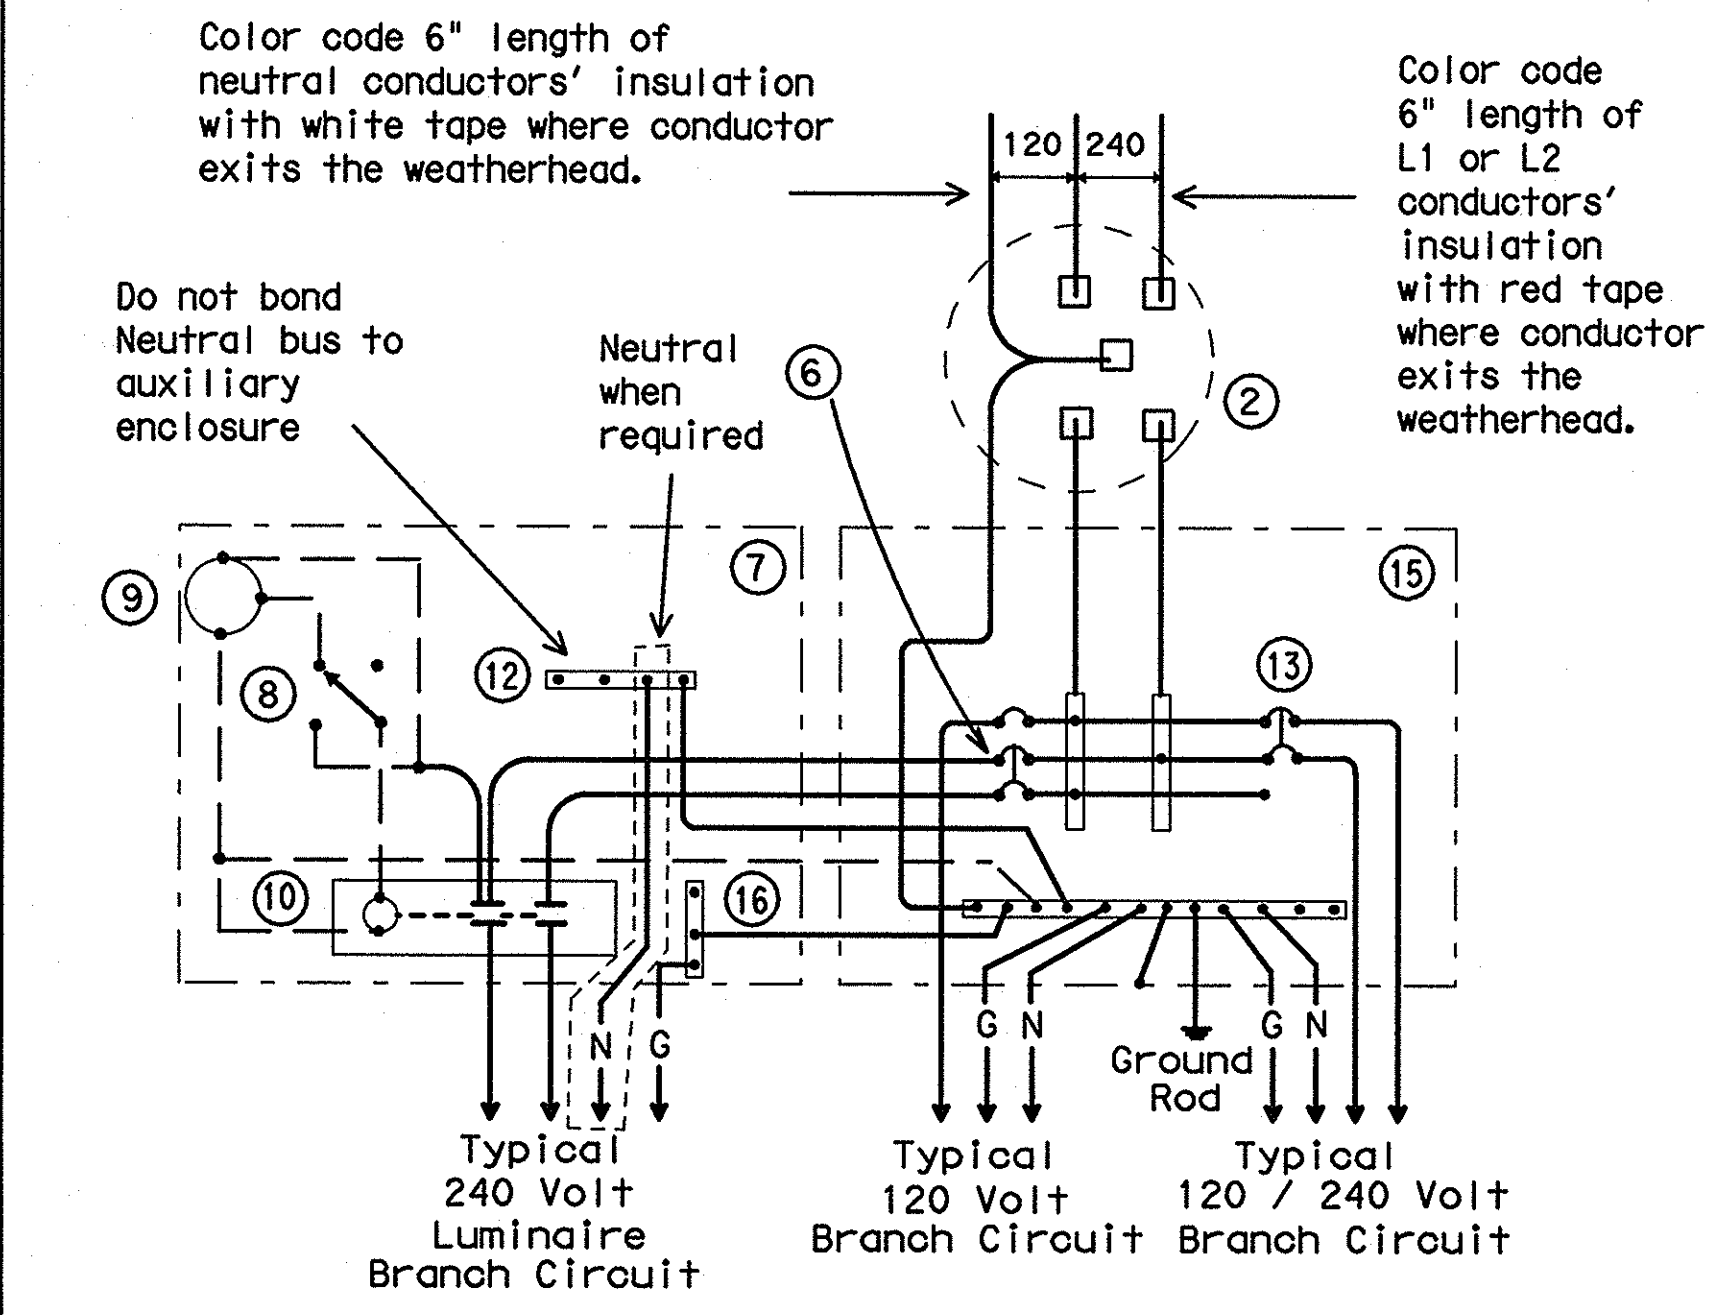 Color code 6" length of
neutral conductors' insulation
with white tape where conductor
exits the weatherhead.
Color code
6" length of
L1 or L2
conductors'
insulation
with red tape
where conductor
exits the
weatherhead.
120
240
Do not bond
Neutral bus to
auxiliary
enclosure
Neutral
when
required
6
2
7
15
9
12
13
8
10
16
G
N
G
N
N
G
Ground
Rod
Typical
240 Volt
Luminaire
Branch Circuit
Typical
120 Volt
Branch Circuit
Typical
120 / 240 Volt
Branch Circuit